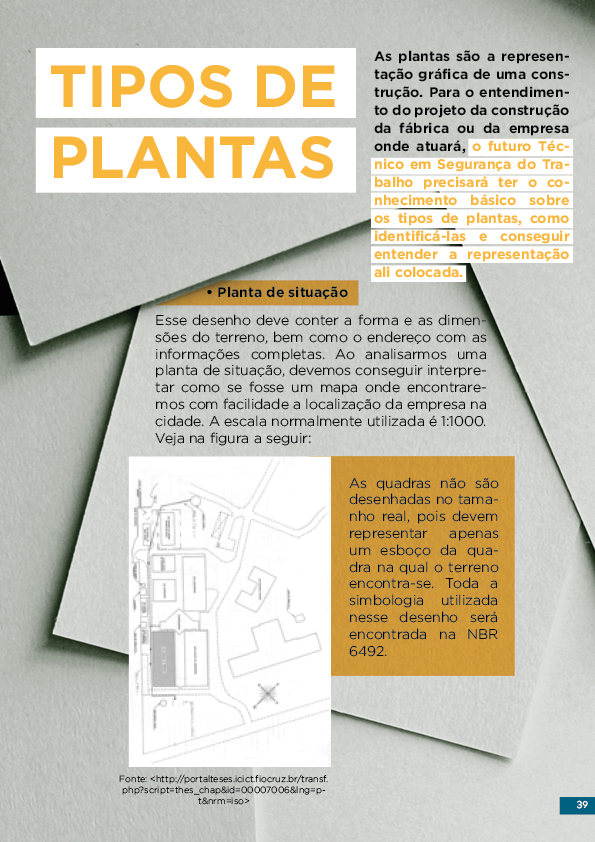 TIPOS DE
PLANTAS
As plantas são a represen-
tação gráfica de uma cons-
trução. Para o entendimen-
to do projeto da construção
da fábrica ou da empresa
onde atuará, o futuro Téc-
nico em Segurança do Tra-
balho precisará ter o co-
nhecimento básico sobre
os tipos de plantas, como
identificá-las e conseguir
entender a representação
ali colocada.
• Planta de situação
Esse desenho deve conter a forma e as dimen-
sões do terreno, bem como o endereço com as
informações completas. Ao analisarmos uma
planta de situação, devemos conseguir interpre-
tar como se fosse um mapa onde encontrare-
mos com facilidade a localização da empresa na
cidade. A escala normalmente utilizada é 1:1000.
Veja na figura a seguir:
As quadras não são
desenhadas no tama-
nho real, pois devem
representar apenas
um esboço da qua-
dra na qual o terreno
encontra-se. Toda a
simbologia utilizada
nesse desenho será
encontrada na NBR
6492.
Fonte: <http://portalteses.icict.fiocruz.br/transf.
php?script=thes_chap&id=00007006&lng=p-
t&nrm=iso>
39